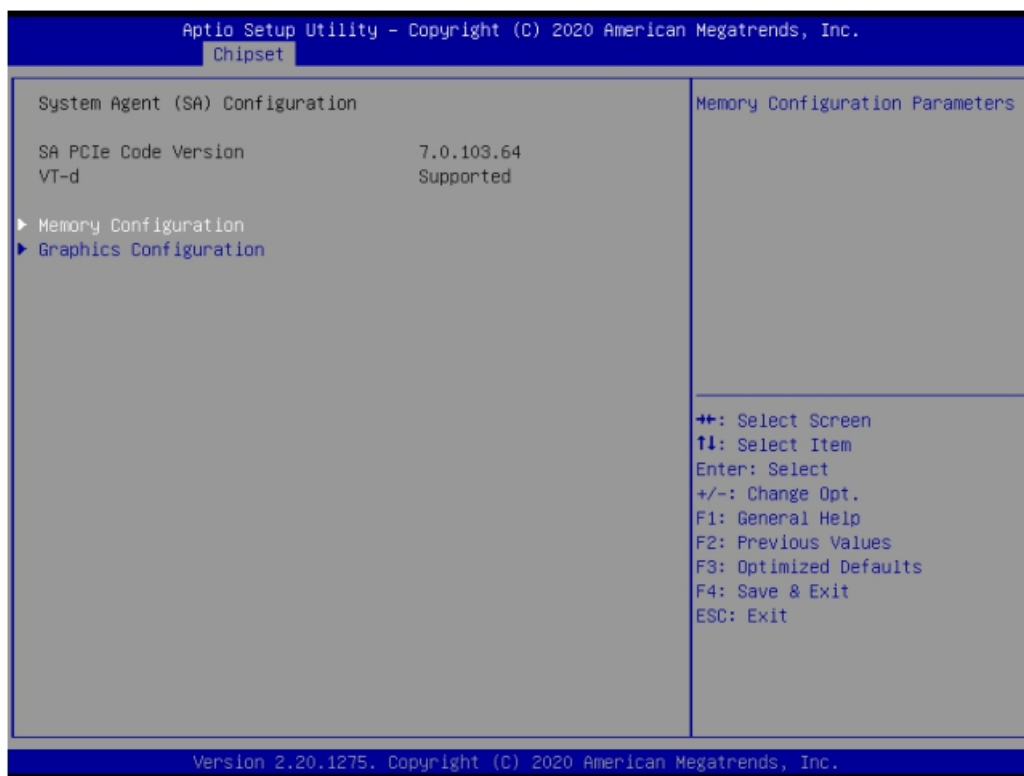 Aptio Setup Utility – Copyright (C) 2020 American Megatrends, Inc.
Chipset
System Agent (SA) Configuration
SA PCIe Code Version 7.0.103.64
VT-d Supported
Memory Configuration
Graphics Configuration
Memory Configuration Parameters
→←: Select Screen
↑↓: Select Item
Enter: Select
+/-: Change Opt.
F1: General Help
F2: Previous Values
F3: Optimized Defaults
F4: Save & Exit
ESC: Exit
Version 2.20.1275. Copyright (C) 2020 American Megatrends, Inc.